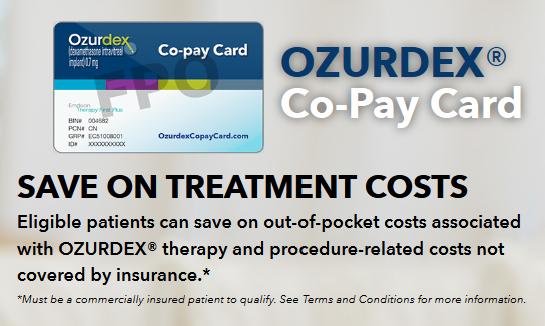 Ozurdex®
(dexamethasone intravitreal
implant) 0.7 mg
Co-pay Card
FPO
OZURDEX®
Co-Pay Card
Emdeon
Therapy First Plus
BIN# 004682
PCN# CN
GRP# EC51008001
ID# XXXXXXXXXX
OzurdexCopayCard.com
SAVE ON TREATMENT COSTS
Eligible patients can save on out-of-pocket costs associated
with OZURDEX® therapy and procedure-related costs not
covered by insurance.*
*Must be a commercially insured patient to qualify. See Terms and Conditions for more information.